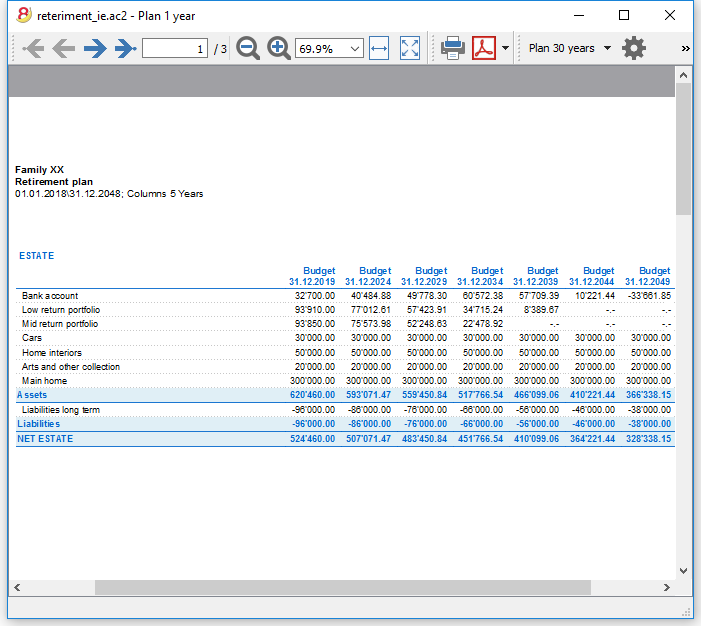 reteriment_ie.ac2 - Plan 1 year
1 / 3 69.9% Plan 30 years »
Family XX
Retirement plan
01.01.2018\31.12.2048; Columns 5 Years
ESTATE
Budget Budget Budget Budget Budget Budget Budget
31.12.2019 31.12.2024 31.12.2029 31.12.2034 31.12.2039 31.12.2044 31.12.2049
Bank account 32'700.00 40'484.88 49'778.30 60'572.38 57'709.39 10'221.44 -33'661.85
Low return portfolio 93'910.00 77'012.61 57'423.91 34'715.24 8'389.67 -.- -.-
Mid return portfolio 93'850.00 75'573.98 52'248.63 22'478.92 -.- -.- -.-
Cars 30'000.00 30'000.00 30'000.00 30'000.00 30'000.00 30'000.00 30'000.00
Home interiors 50'000.00 50'000.00 50'000.00 50'000.00 50'000.00 50'000.00 50'000.00
Arts and other collection 20'000.00 20'000.00 20'000.00 20'000.00 20'000.00 20'000.00 20'000.00
Main home 300'000.00 300'000.00 300'000.00 300'000.00 300'000.00 300'000.00 300'000.00
Assets 620'460.00 593'071.47 559'450.84 517'766.54 466'099.06 410'221.44 366'338.15
Liabilities long term -96'000.00 -86'000.00 -76'000.00 -66'000.00 -56'000.00 -46'000.00 -38'000.00
Liabilities -96'000.00 -86'000.00 -76'000.00 -66'000.00 -56'000.00 -46'000.00 -38'000.00
NET ESTATE 524'460.00 507'071.47 483'450.84 451'766.54 410'099.06 364'221.44 328'338.15